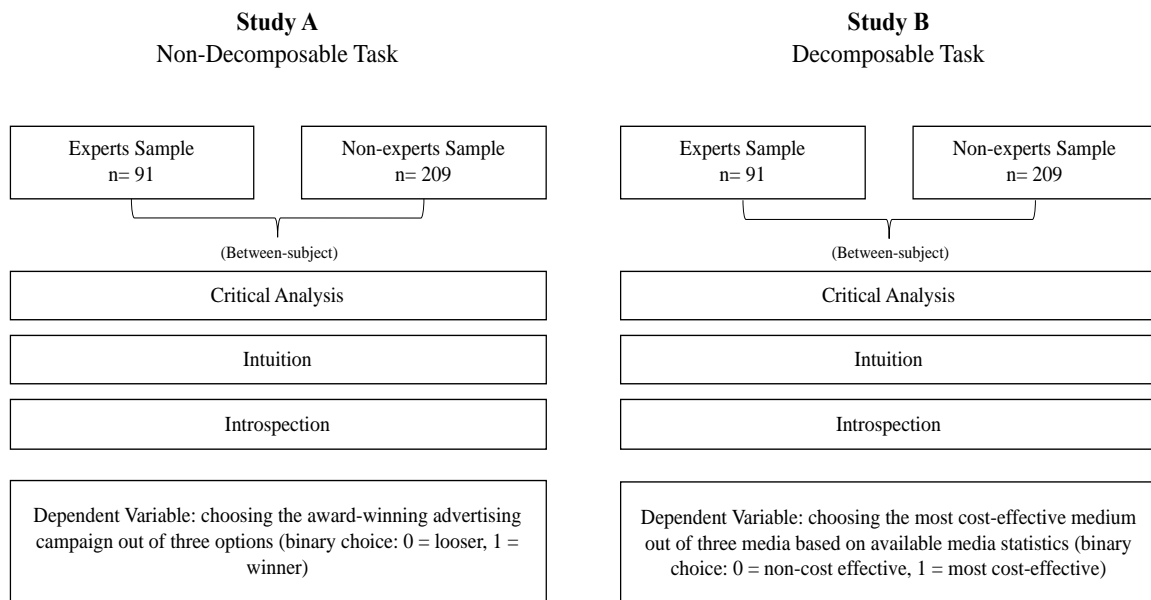 Study A
Non-Decomposable Task
Experts Sample
n= 91
Non-experts Sample
n= 209
(Between-subject)
Critical Analysis
Intuition
Introspection
Dependent Variable: choosing the award-winning advertising
campaign out of three options (binary choice: 0 = looser, 1 =
winner)
Study B
Decomposable Task
Experts Sample
n= 91
Non-experts Sample
n= 209
(Between-subject)
Critical Analysis
Intuition
Introspection
Dependent Variable: choosing the most cost-effective medium
out of three media based on available media statistics (binary
choice: 0 = non-cost effective, 1 = most cost-effective)